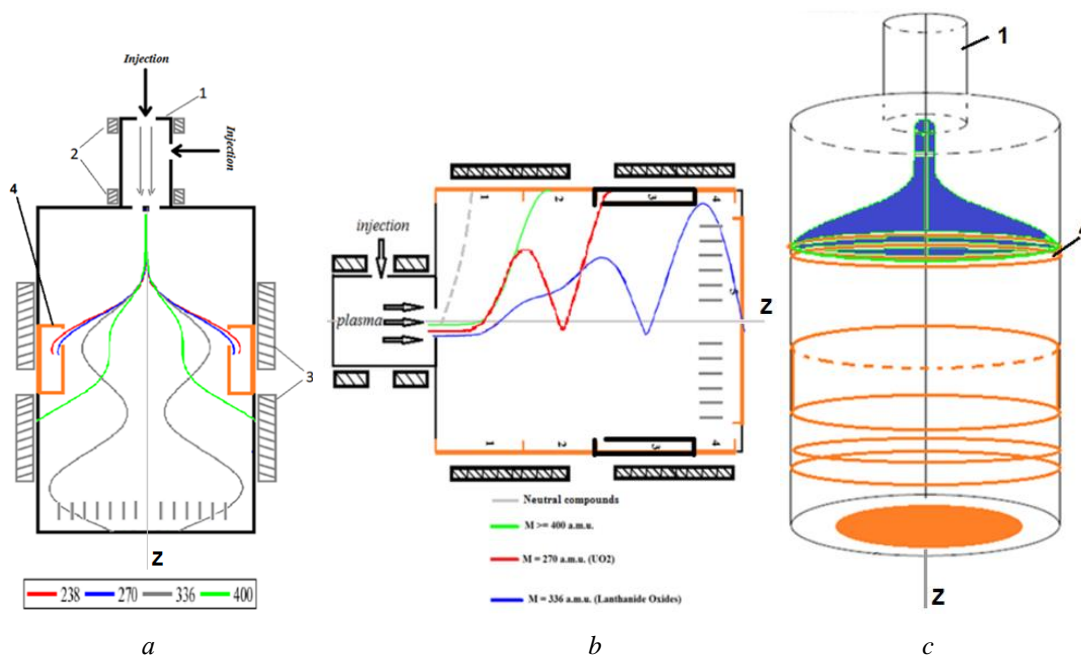 Injection
1
2
Injection
4
3
Z
238 270 336 400
a
injection
plasma
1
2
3
4
5
Z
1
2
3
4
Neutral compounds
M >= 400 a.m.u.
M = 270 a.m.u. (UO2)
M = 336 a.m.u. (Lanthanide Oxides)
b
1
Z
c